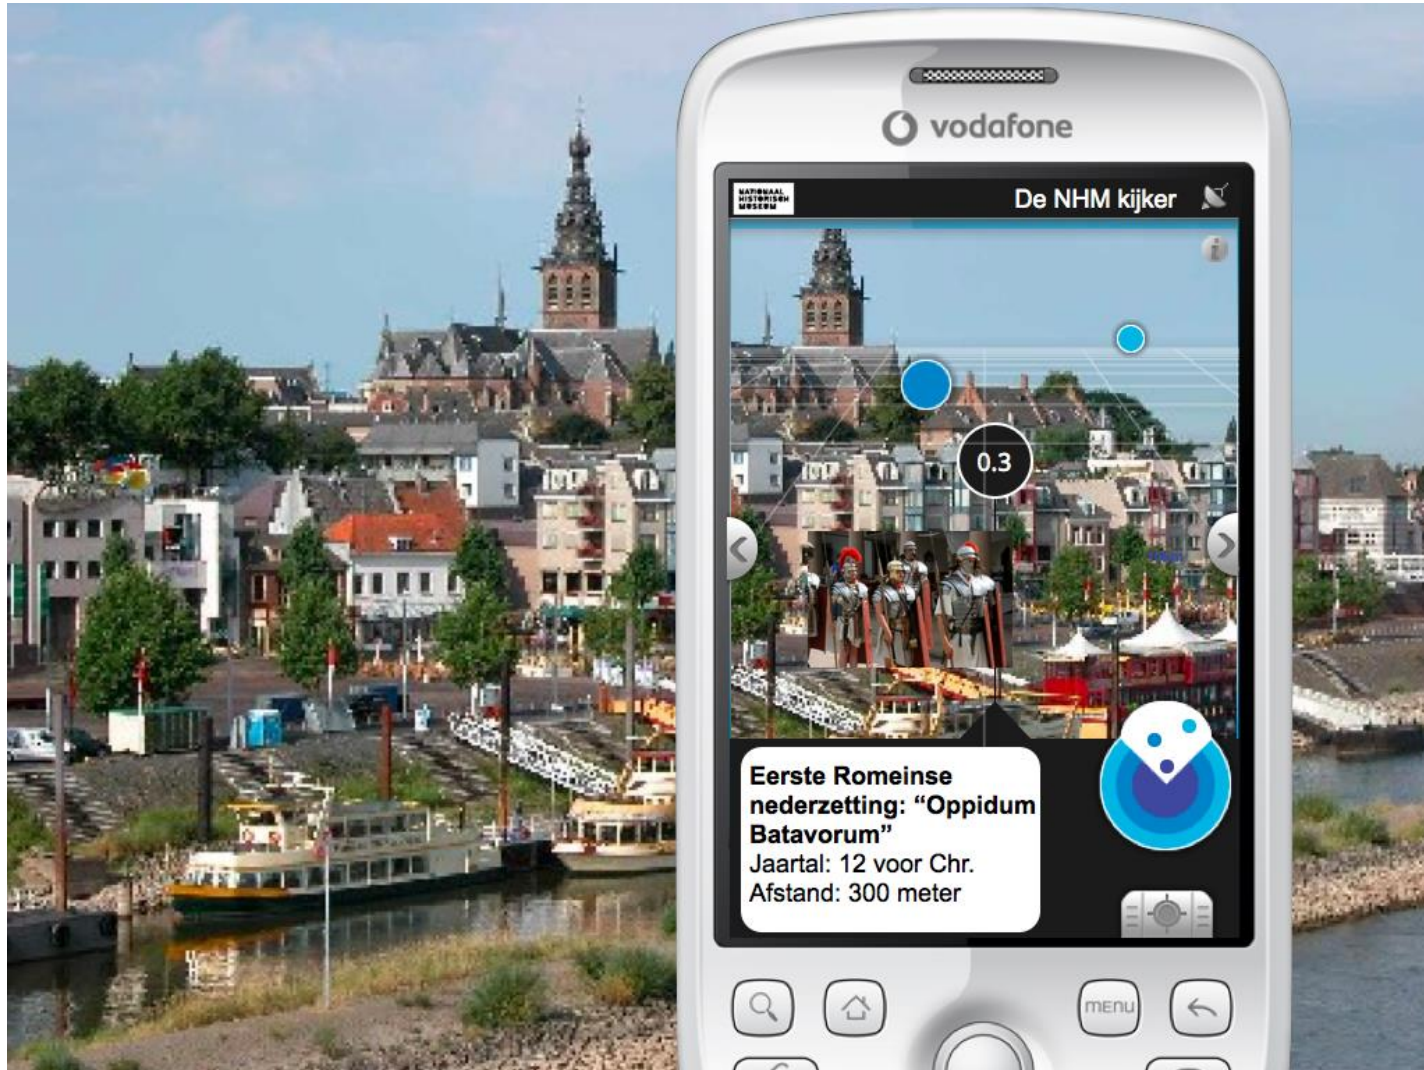 vodafone
NATIONAAL
HISTORISCH
MUSEUM
De NHM kijker
i
0.3
Eerste Romeinse
nederzetting: “Oppidum
Batavorum”
Jaartal: 12 voor Chr.
Afstand: 300 meter
MENU